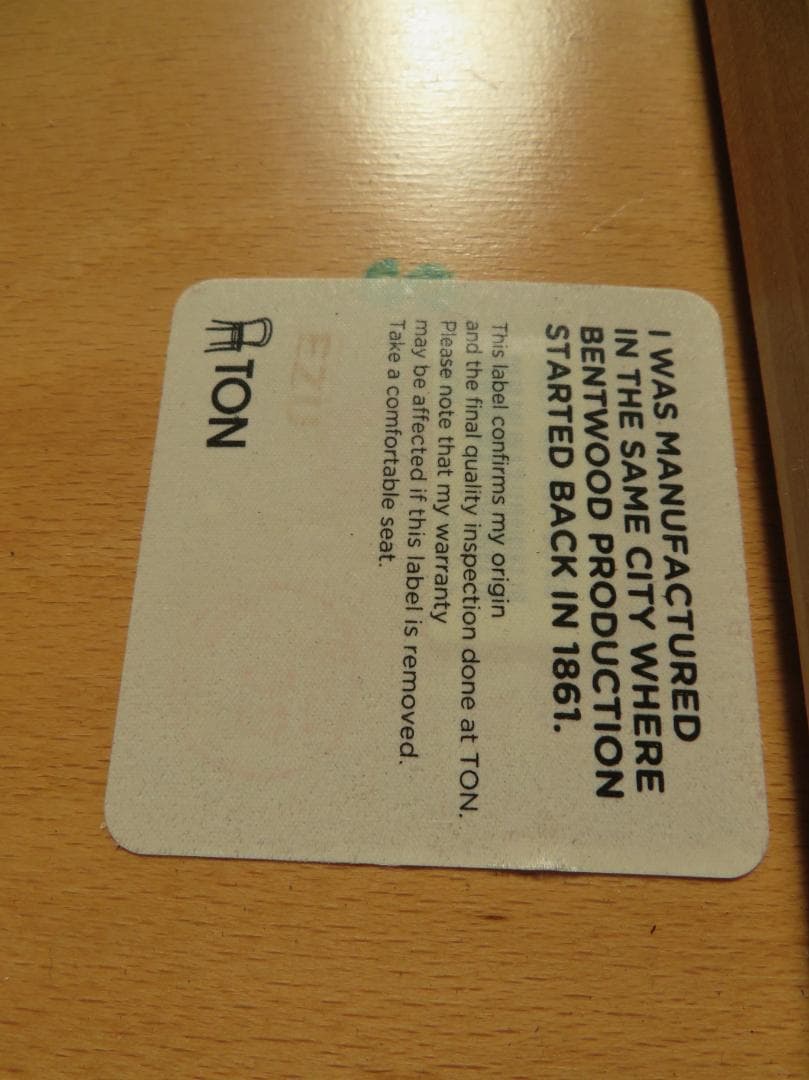 I WAS MANUFACTURED
IN THE SAME CITY WHERE
BENTWOOD PRODUCTION
STARTED BACK IN 1861.
This label confirms my origin
and the final quality inspection done at TON.
Please note that my warranty
may be affected if this label is removed.
Take a comfortable seat.
TON